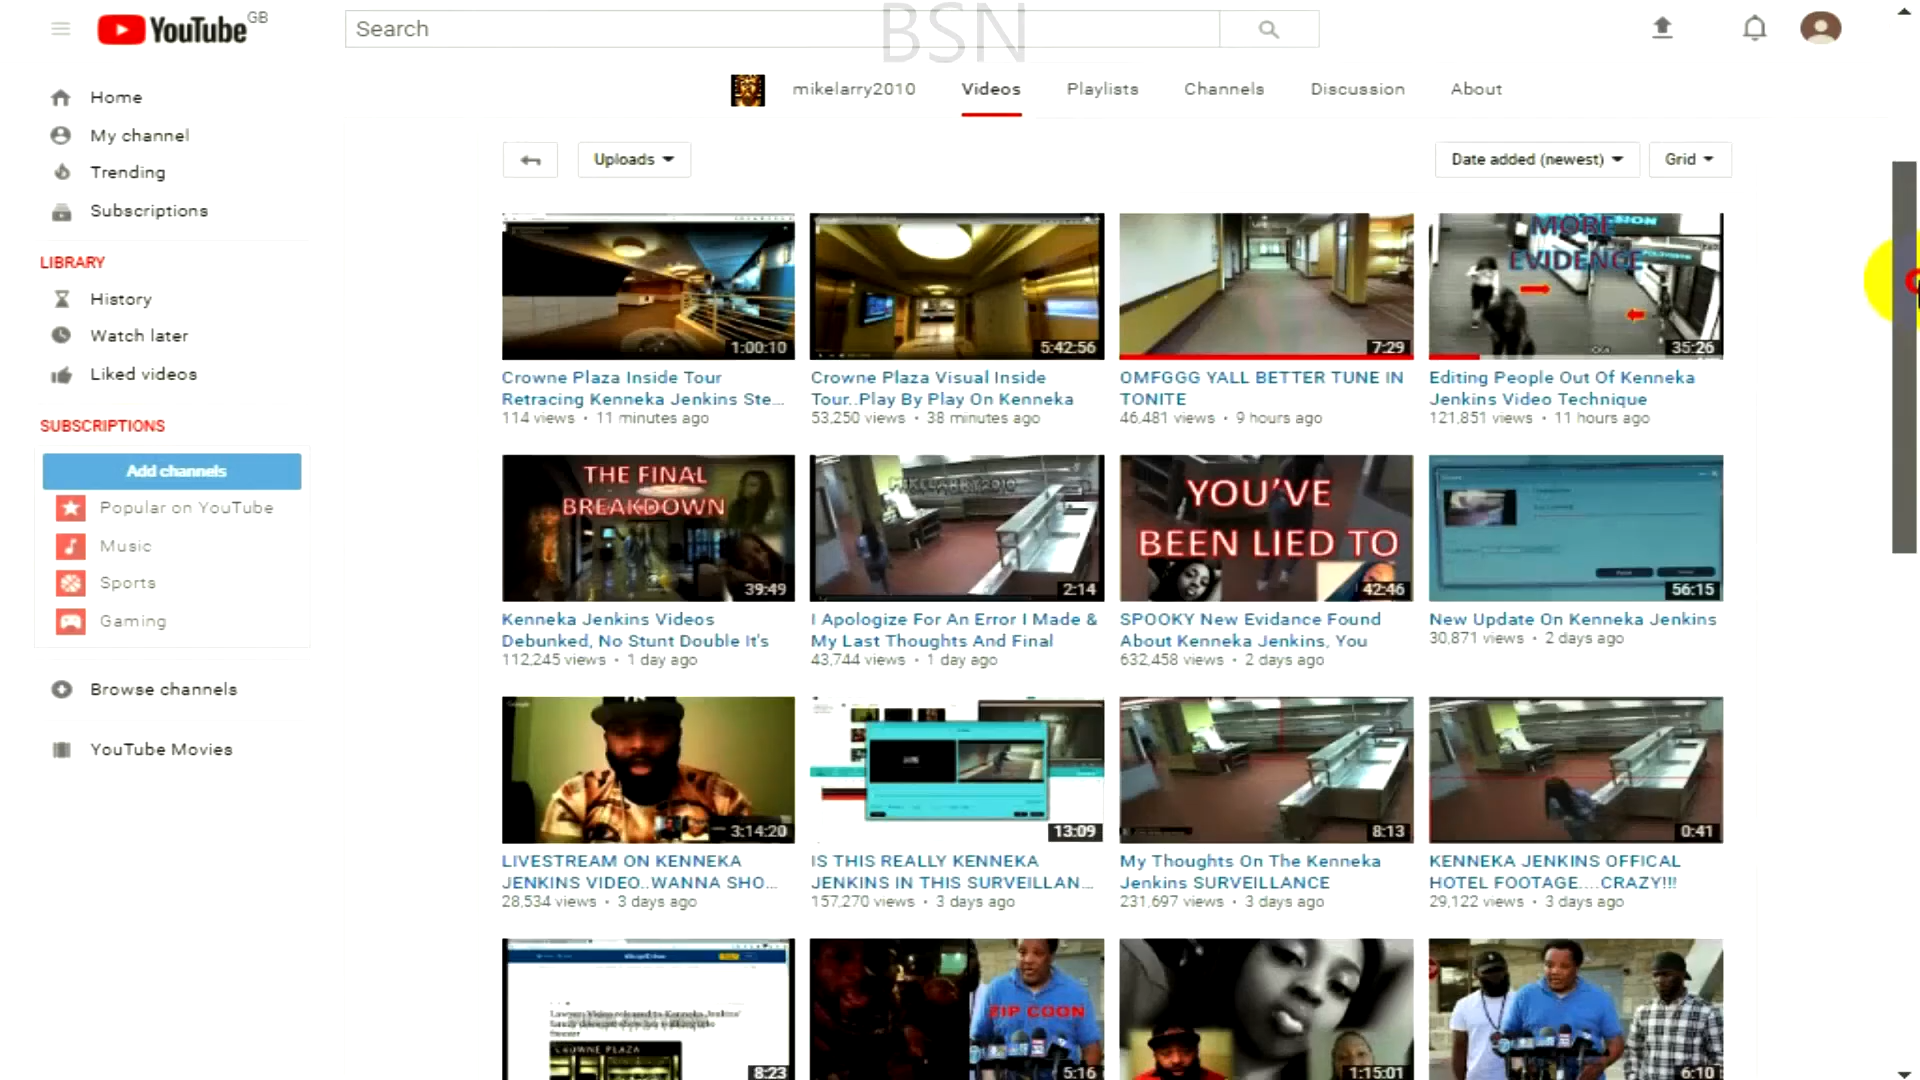 YouTube GB
Search
BSN
mikelarry2010 Videos Playlists Channels Discussion About
Home
My channel
Trending
Subscriptions
LIBRARY
History
Watch later
Liked videos
SUBSCRIPTIONS
Add channels
Popular on YouTube
Music
Sports
Gaming
Browse channels
YouTube Movies
Uploads
Date added (newest)
Grid
1:00:10
Crowne Plaza Inside Tour
Retracing Kenneka Jenkins Ste...
114 views • 11 minutes ago
5:42:56
Crowne Plaza Visual Inside
Tour..Play By Play On Kenneka
53,250 views • 38 minutes ago
7:29
OMFGGG YALL BETTER TUNE IN
TONITE
46,481 views • 9 hours ago
MORE
EVIDENCE
35:26
Editing People Out Of Kenneka
Jenkins Video Technique
121,851 views • 11 hours ago
THE FINAL
BREAKDOWN
39:49
Kenneka Jenkins Videos
Debunked, No Stunt Double It's
112,245 views • 1 day ago
MIKELARRY2010
2:14
I Apologize For An Error I Made &
My Last Thoughts And Final
43,744 views • 1 day ago
YOU'VE
BEEN LIED TO
42:46
SPOOKY New Evidance Found
About Kenneka Jenkins, You
632,458 views • 2 days ago
56:15
New Update On Kenneka Jenkins
30,871 views • 2 days ago
3:14:20
LIVESTREAM ON KENNEKA
JENKINS VIDEO..WANNA SHO...
28,534 views • 3 days ago
13:09
IS THIS REALLY KENNEKA
JENKINS IN THIS SURVEILLAN...
157,270 views • 3 days ago
8:13
My Thoughts On The Kenneka
Jenkins SURVEILLANCE
231,697 views • 3 days ago
0:41
KENNEKA JENKINS OFFICAL
HOTEL FOOTAGE....CRAZY!!!
29,122 views • 3 days ago
CROWNE PLAZA
8:23
ZIP COON
5:16
1:15:01
6:10